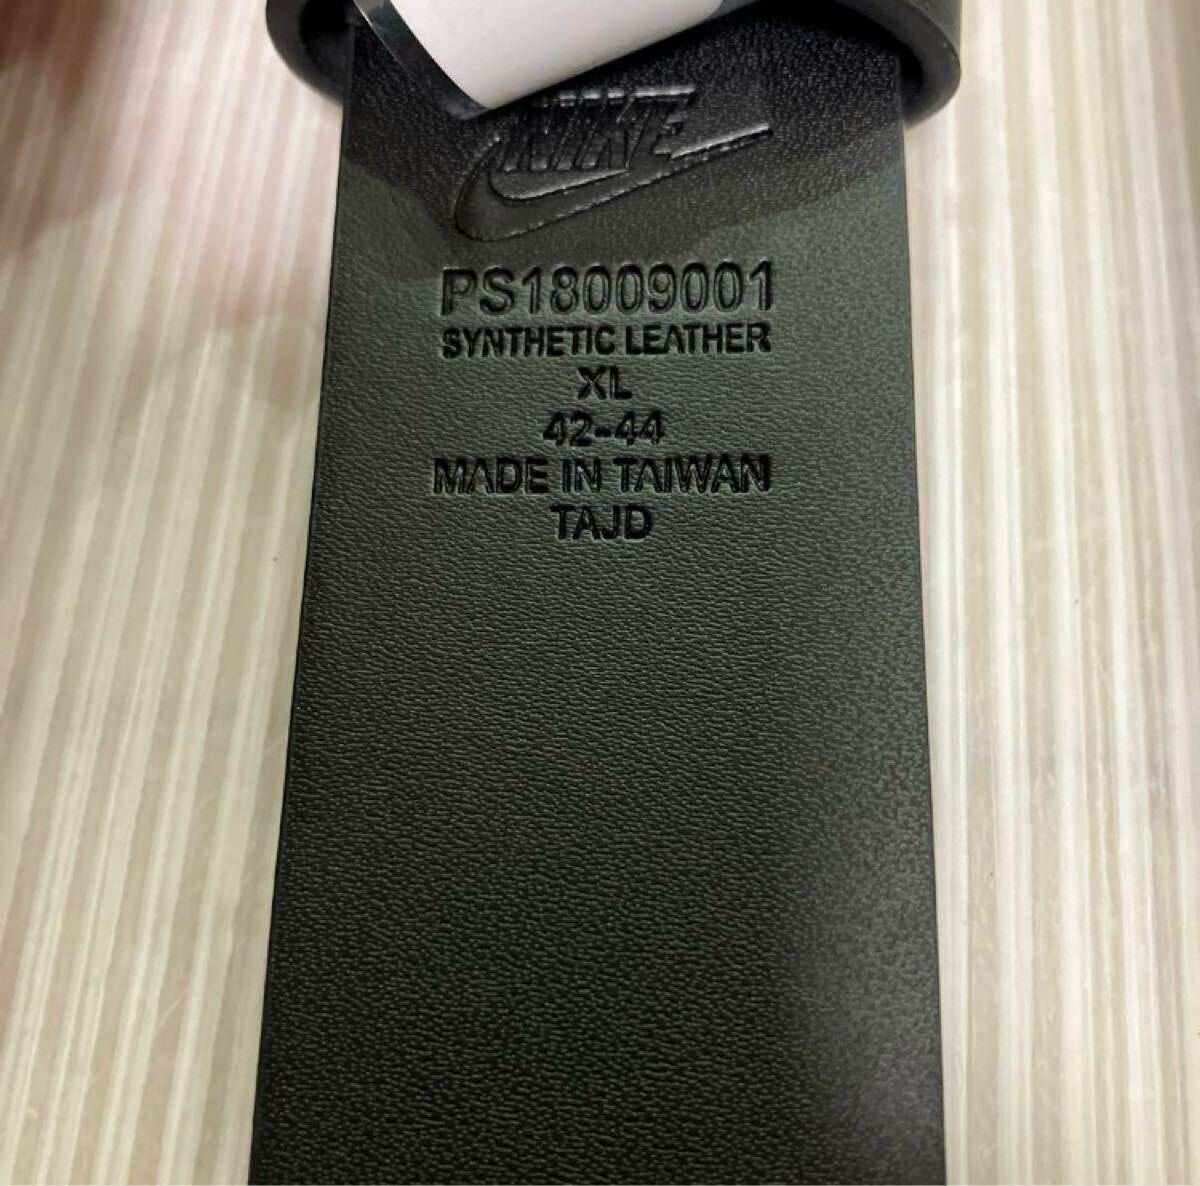 NIKE
PS18009001
SYNTHETIC LEATHER
XL
42-44
MADE IN TAIWAN
TAJD